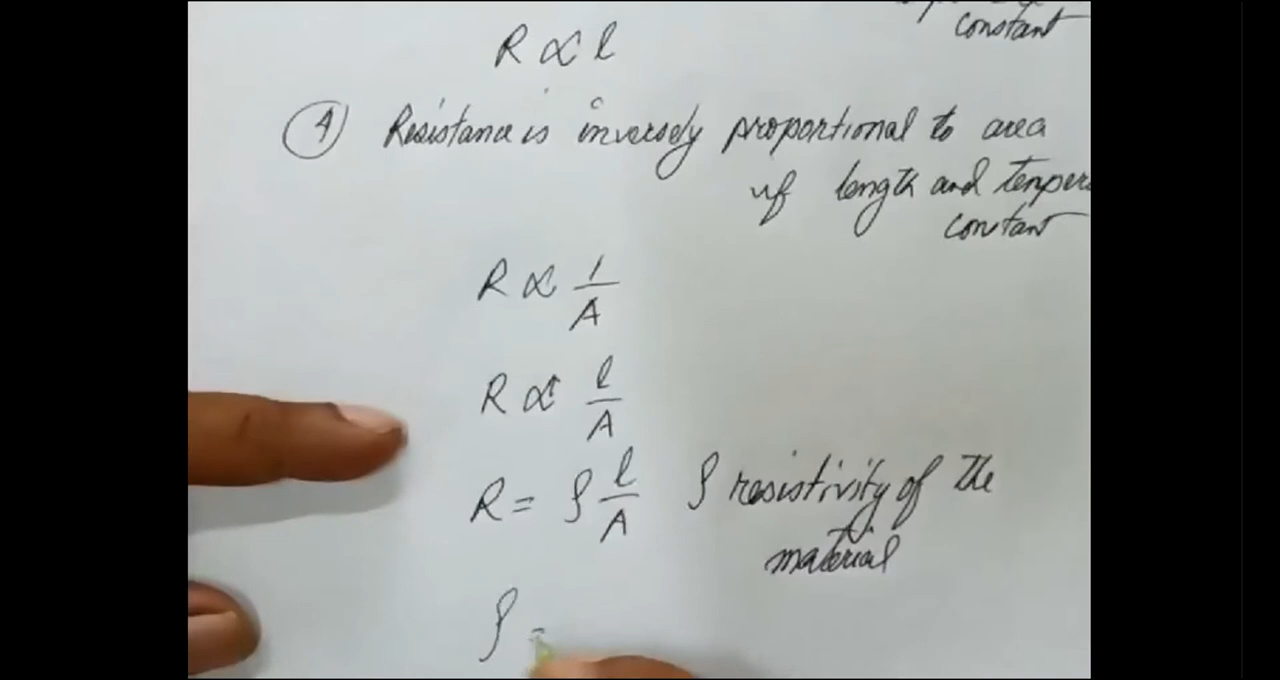 constant
R ∝ l
④ Resistance is inversely proportional to area
if length and temper
constant
R ∝ 1/A
R ∝ l/A
R = ρ l/A ρ resistivity of the
material
ρ =